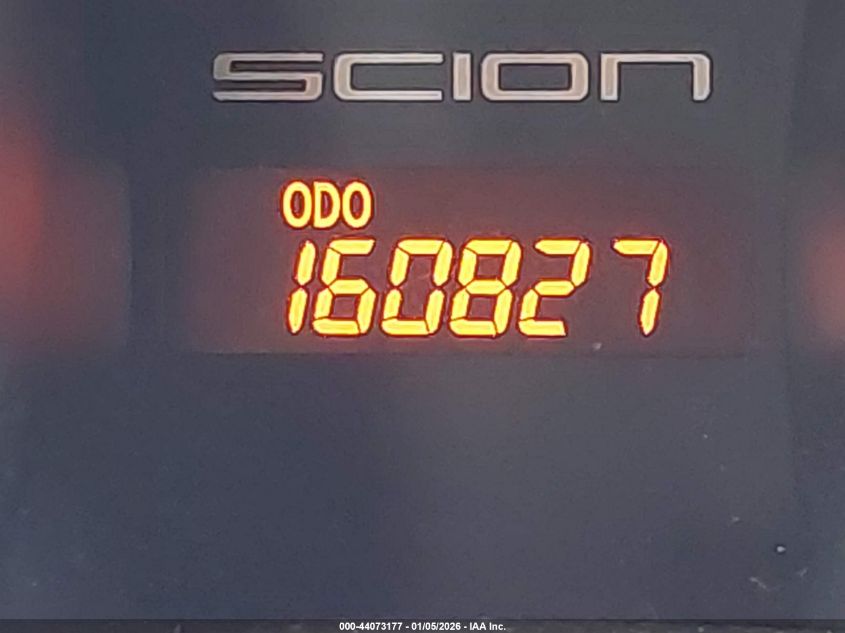 SCION
ODO
160827
000-44073177 - 01/05/2026 - IAA Inc.